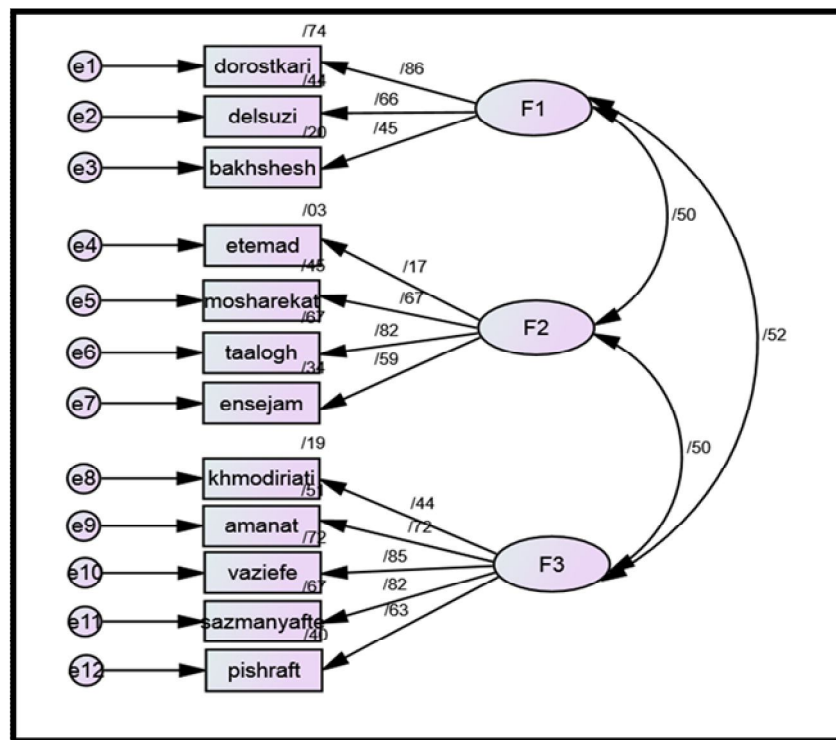 /74
e1 dorostkari /86 F1
/44
e2 delsuzi /66
/20
e3 bakhshesh /45
/50
/03
e4 etemad /17
/45
e5 mosharekat /67 F2
/67
e6 taalogh /82
/34
e7 ensejam /59
/52
/50
/19
e8 khmodiriati /44
/51
e9 amanat /72
/72
e10 vaziefe /85 F3
/67
e11 sazmanyafte /82
/40
e12 pishraft /63